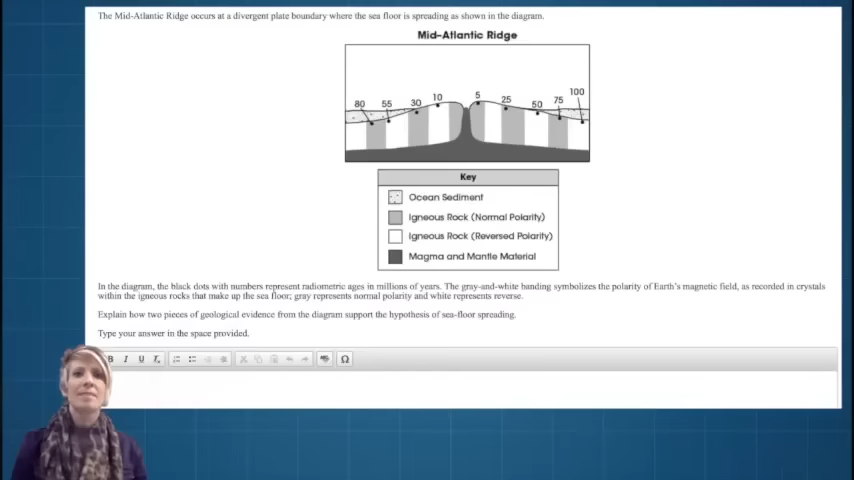 The Mid-Atlantic Ridge occurs at a divergent plate boundary where the sea floor is spreading as shown in the diagram.
Mid–Atlantic Ridge
80 55 30 10 5 25 50 75 100
Key
Ocean Sediment
Igneous Rock (Normal Polarity)
Igneous Rock (Reversed Polarity)
Magma and Mantle Material
In the diagram, the black dots with numbers represent radiometric ages in millions of years. The gray-and-white banding symbolizes the polarity of Earth's magnetic field, as recorded in crystals
within the igneous rocks that make up the sea floor; gray represents normal polarity and white represents reverse.
Explain how two pieces of geological evidence from the diagram support the hypothesis of sea-floor spreading.
Type your answer in the space provided.
B I U Tx Ω